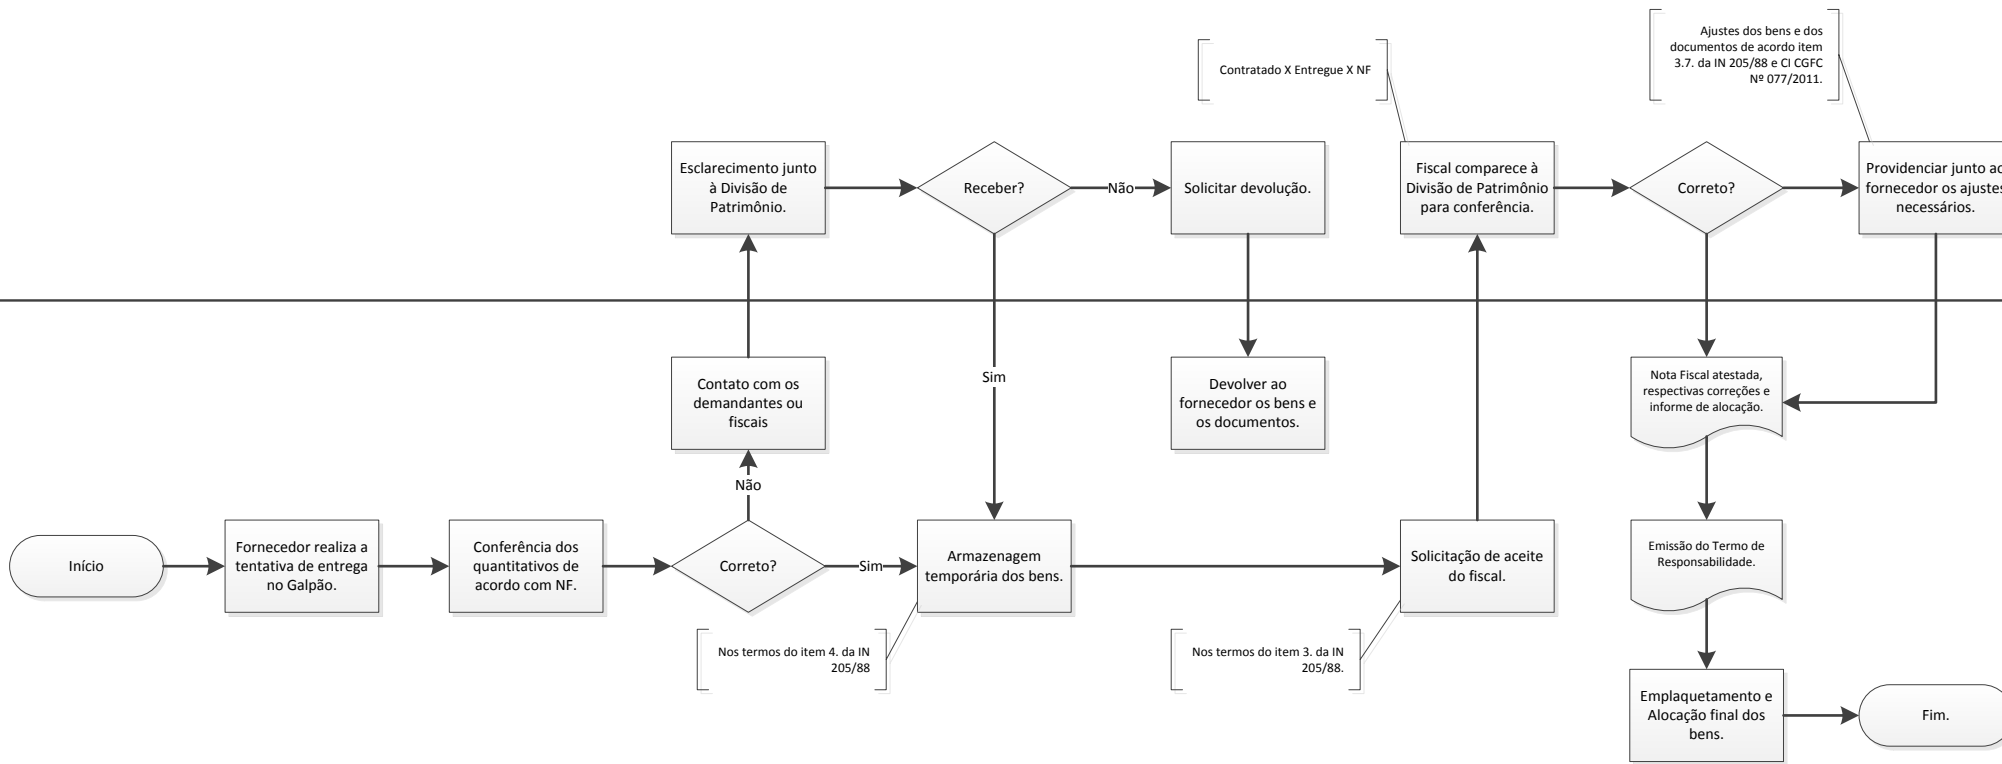 Ajustes dos bens e dos
documentos de acordo item
3.7. da IN 205/88 e CI CGFC
Nº 077/2011.
Contratado X Entregue X NF
Esclarecimento junto
à Divisão de
Patrimônio.
Receber?
Não
Solicitar devolução.
Fiscal comparece à
Divisão de Patrimônio
para conferência.
Correto?
Providenciar junto ao
fornecedor os ajustes
necessários.
Sim
Contato com os
demandantes ou
fiscais
Devolver ao
fornecedor os bens e
os documentos.
Nota Fiscal atestada,
respectivas correções e
informe de alocação.
Não
Início
Fornecedor realiza a
tentativa de entrega
no Galpão.
Conferência dos
quantitativos de
acordo com NF.
Correto?
Sim
Armazenagem
temporária dos bens.
Solicitação de aceite
do fiscal.
Emissão do Termo de
Responsabilidade.
Nos termos do item 4. da IN
205/88
Nos termos do item 3. da IN
205/88.
Emplaquetamento e
Alocação final dos
bens.
Fim.